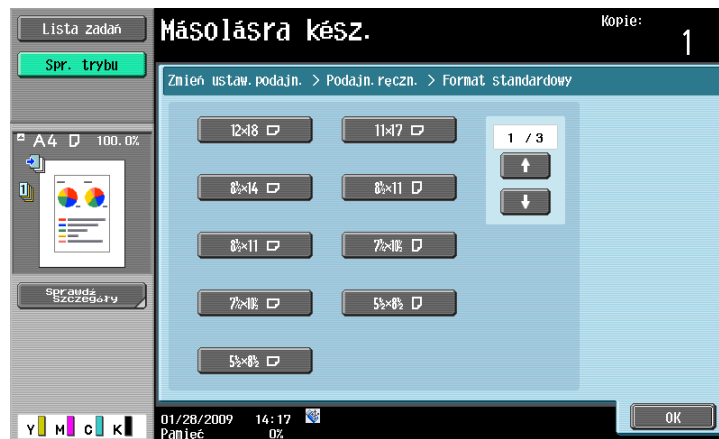 Lista zadań
Spr. trybu
Másolásra kész.
Kopie:
1
Zmień ustaw.podajn. > Podajn.ręczn. > Format standardowy
A4 100.0%
12×18
11×17
1 / 3
8½×14
8½×11
8½×11
7¼×10½
7¼×10½
5½×8½
5½×8½
Sprawdź
Szczegóły
Y M C K
01/28/2009 14:17
Pamięć 0%
OK